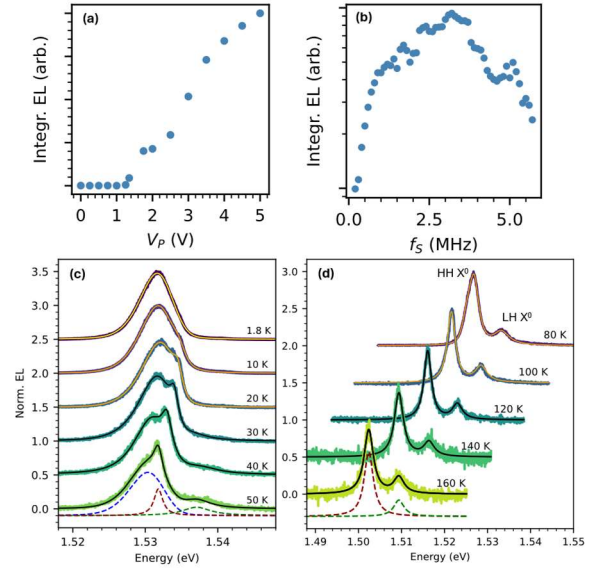 (a)
Integr. EL (arb.)
0 1 2 3 4 5
V_P (V)
(b)
Integr. EL (arb.)
0.0 2.5 5.0
f_S (MHz)
(c)
Norm. EL
3.5
3.0
2.5
2.0
1.5
1.0
0.5
0.0
1.8 K
10 K
20 K
30 K
40 K
50 K
1.52 1.53 1.54
Energy (eV)
(d)
HH X⁰
LH X⁰
3.0
2.5
2.0
1.5
1.0
0.5
0.0
80 K
100 K
120 K
140 K
160 K
1.49 1.50 1.51 1.52 1.53 1.54 1.55
Energy (eV)